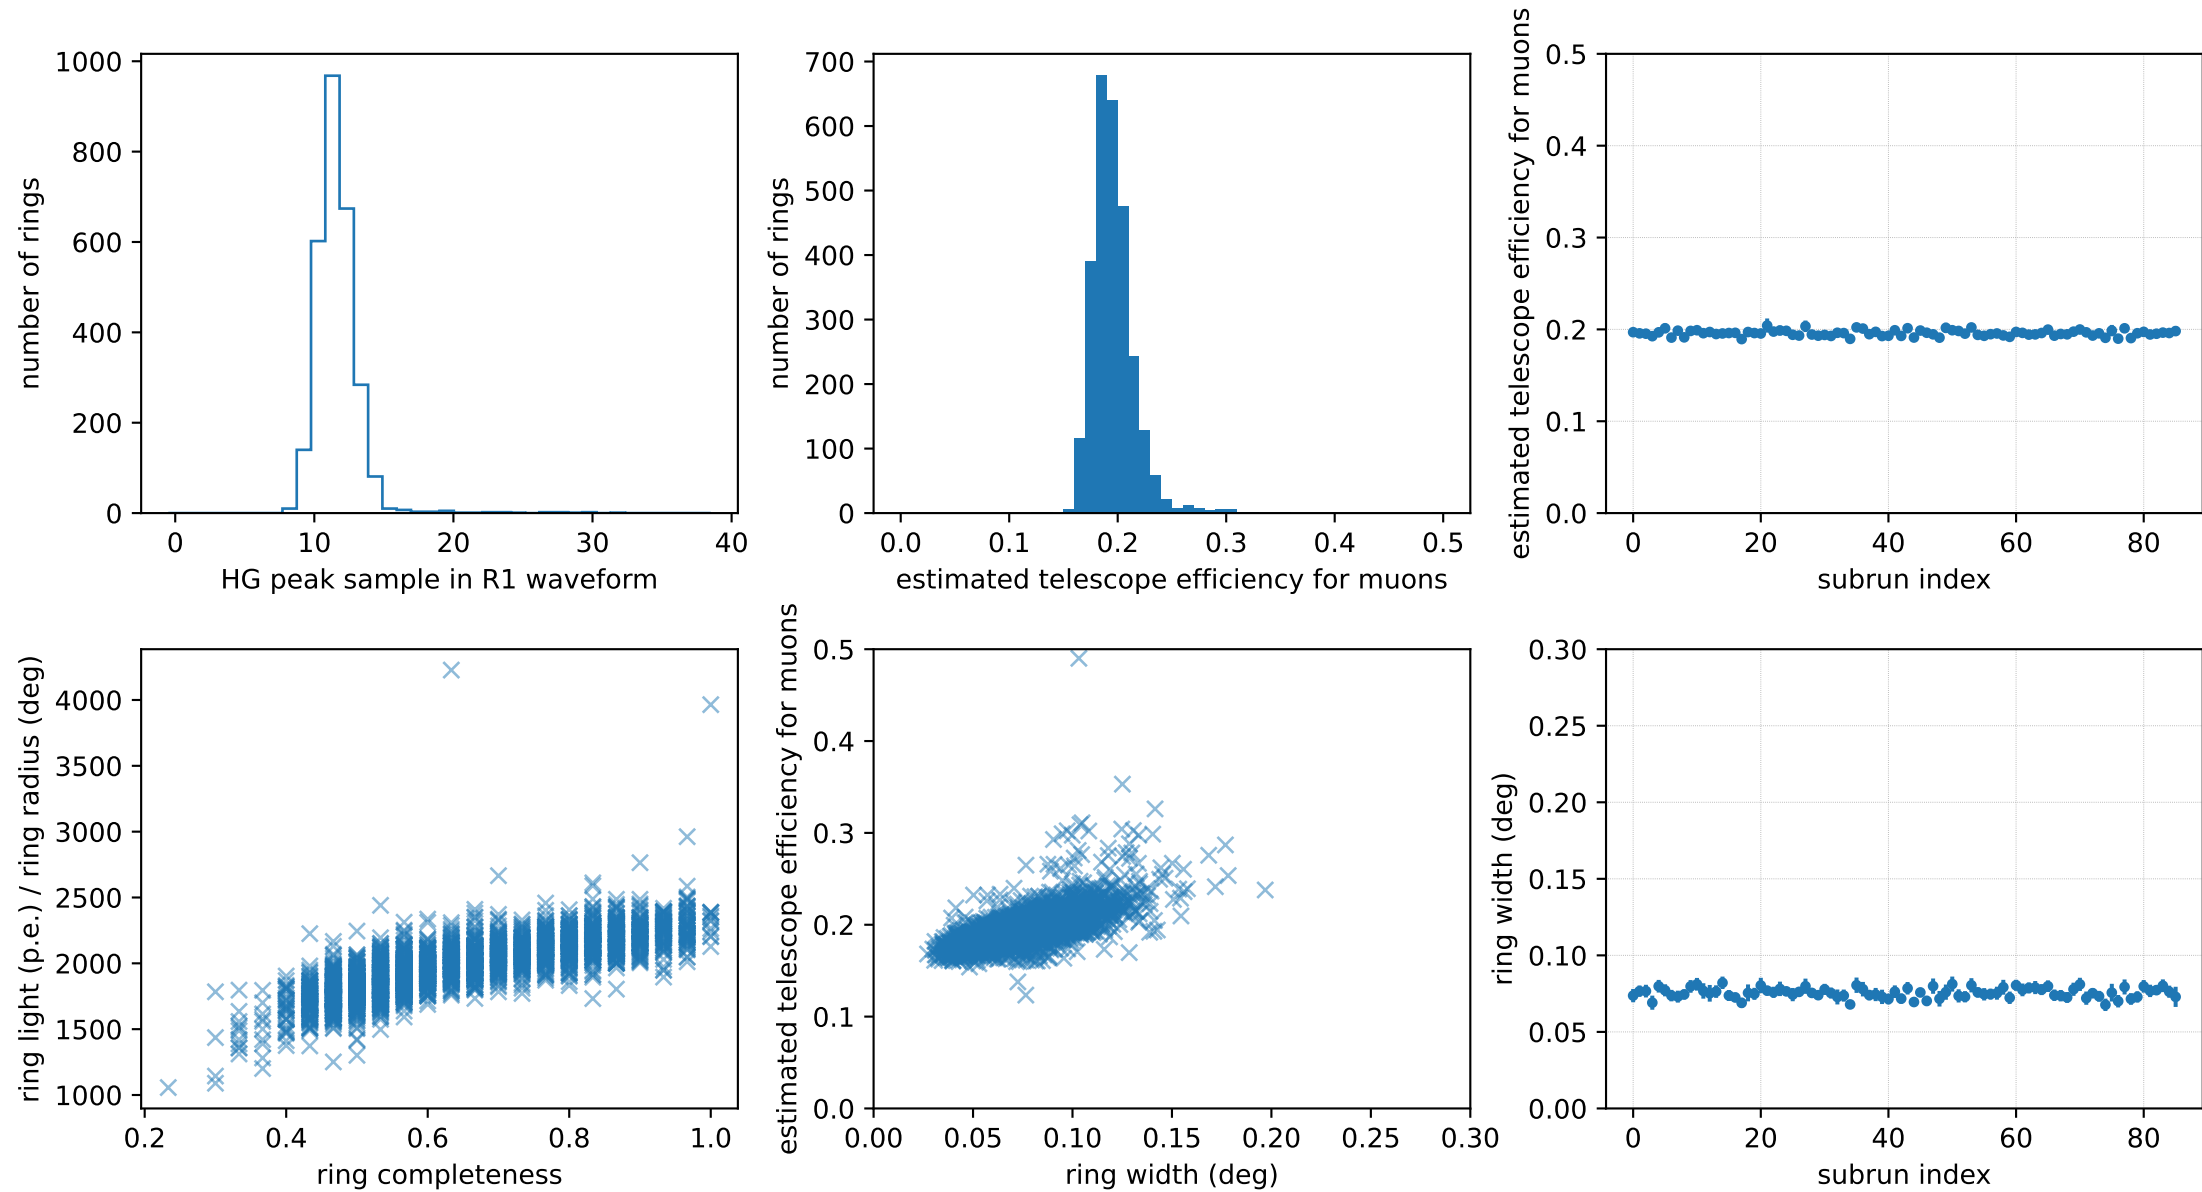 1000
800
600
400
200
0
number of rings
0 10 20 30 40
HG peak sample in R1 waveform
700
600
500
400
300
200
100
0
number of rings
0.0 0.1 0.2 0.3 0.4 0.5
estimated telescope efficiency for muons
0.5
0.4
0.3
0.2
0.1
0.0
estimated telescope efficiency for muons
0 20 40 60 80
subrun index
4000
3500
3000
2500
2000
1500
1000
ring light (p.e.) / ring radius (deg)
0.2 0.4 0.6 0.8 1.0
ring completeness
0.5
0.4
0.3
0.2
0.1
0.0
estimated telescope efficiency for muons
0.00 0.05 0.10 0.15 0.20 0.25 0.30
ring width (deg)
0.30
0.25
0.20
0.15
0.10
0.05
0.00
ring width (deg)
0 20 40 60 80
subrun index